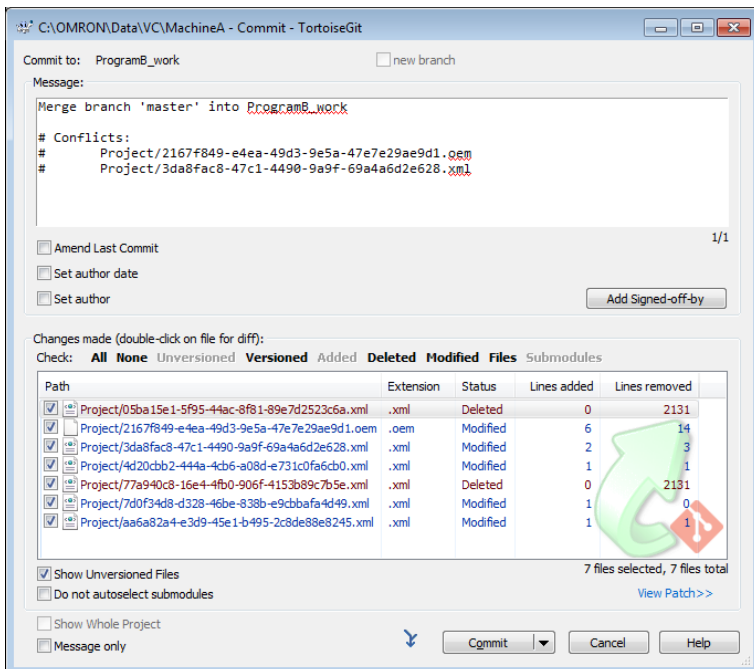 C:\OMRON\Data\VC\MachineA - Commit - TortoiseGit
Commit to: ProgramB_work new branch
Message:
Merge branch 'master' into ProgramB_work
# Conflicts:
# Project/2167f849-e4ea-49d3-9e5a-47e7e29ae9d1.oem
# Project/3da8fac8-47c1-4490-9a9f-69a4a6d2e628.xml
1/1
Amend Last Commit
Set author date
Set author Add Signed-off-by
Changes made (double-click on file for diff):
Check: All None Unversioned Versioned Added Deleted Modified Files Submodules
Path Extension Status Lines added Lines removed
Project/05ba15e1-5f95-44ac-8f81-89e7d2523c6a.xml .xml Deleted 0 2131
Project/2167f849-e4ea-49d3-9e5a-47e7e29ae9d1.oem .oem Modified 6 14
Project/3da8fac8-47c1-4490-9a9f-69a4a6d2e628.xml .xml Modified 2 3
Project/4d20cbb2-444a-4cb6-a08d-e731c0fa6cb0.xml .xml Modified 1 1
Project/77a940c8-16e4-4fb0-906f-4153b89c7b5e.xml .xml Deleted 0 2131
Project/7d0f34d8-d328-46be-838b-e9cbbafa4d49.xml .xml Modified 1 0
Project/aa6a82a4-e3d9-45e1-b495-2c8de88e8245.xml .xml Modified 1 1
Show Unversioned Files 7 files selected, 7 files total
Do not autoselect submodules View Patch>>
Show Whole Project
Message only Commit Cancel Help